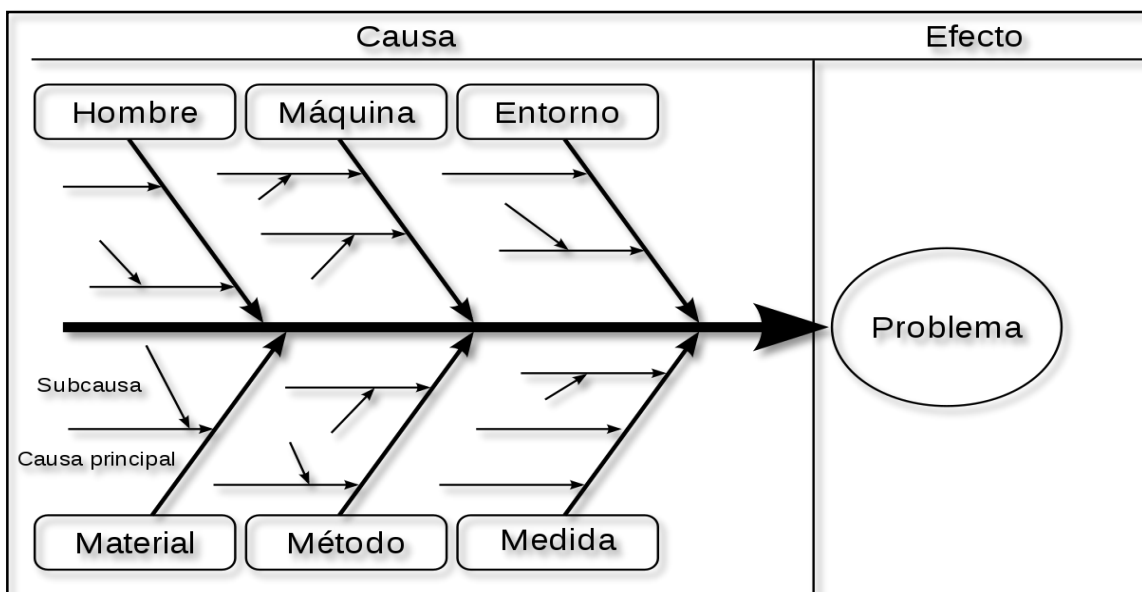 Causa
Efecto
Hombre
Máquina
Entorno
Problema
Subcausa
Causa principal
Material
Método
Medida